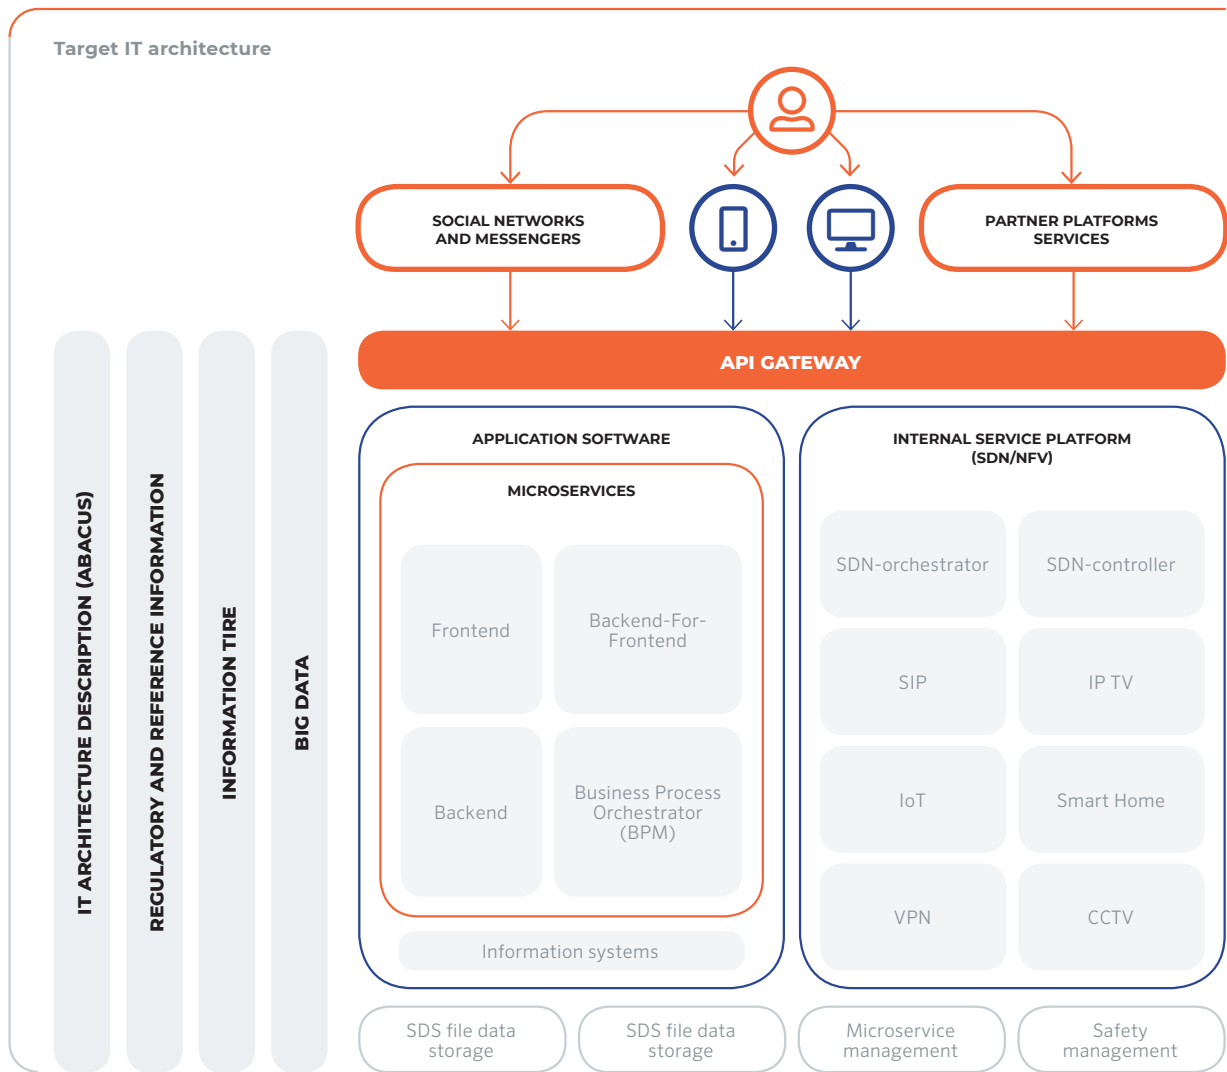 Target IT architecture
SOCIAL NETWORKS
AND MESSENGERS
PARTNER PLATFORMS
SERVICES
API GATEWAY
IT ARCHITECTURE DESCRIPTION (ABACUS)
REGULATORY AND REFERENCE INFORMATION
INFORMATION TIRE
BIG DATA
APPLICATION SOFTWARE
MICROSERVICES
Frontend
Backend-For-
Frontend
Backend
Business Process
Orchestrator
(BPM)
Information systems
INTERNAL SERVICE PLATFORM
(SDN/NFV)
SDN-orchestrator
SDN-controller
SIP
IP TV
IoT
Smart Home
VPN
CCTV
SDS file data
storage
SDS file data
storage
Microservice
management
Safety
management